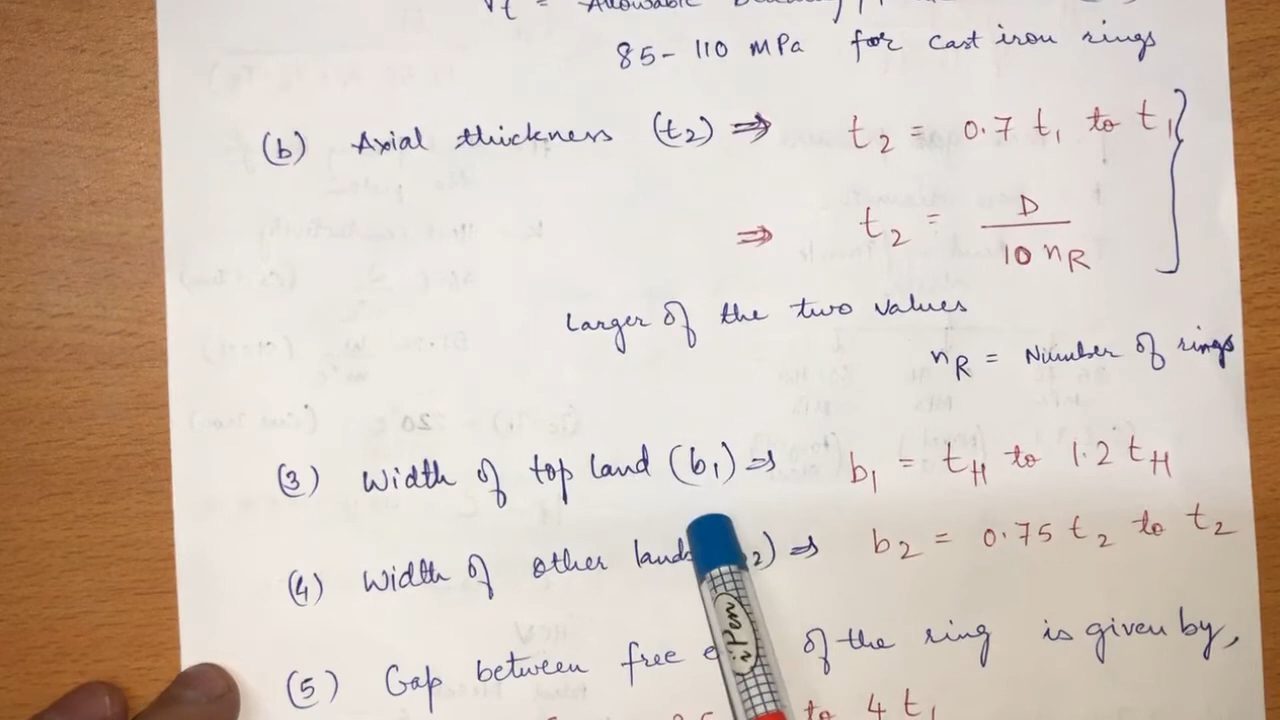 85 - 110 MPa for cast iron rings
(b) Axial thickness (t2) ⇒ t2 = 0.7 t1 to t1
⇒ t2 = D / 10 nR
Larger of the two values
nR = Number of rings
(3) Width of top land (b1) ⇒ b1 = tH to 1.2 tH
(4) Width of other lands 2) ⇒ b2 = 0.75 t2 to t2
(5) Gap between free of the ring is given by,
to 4 t1